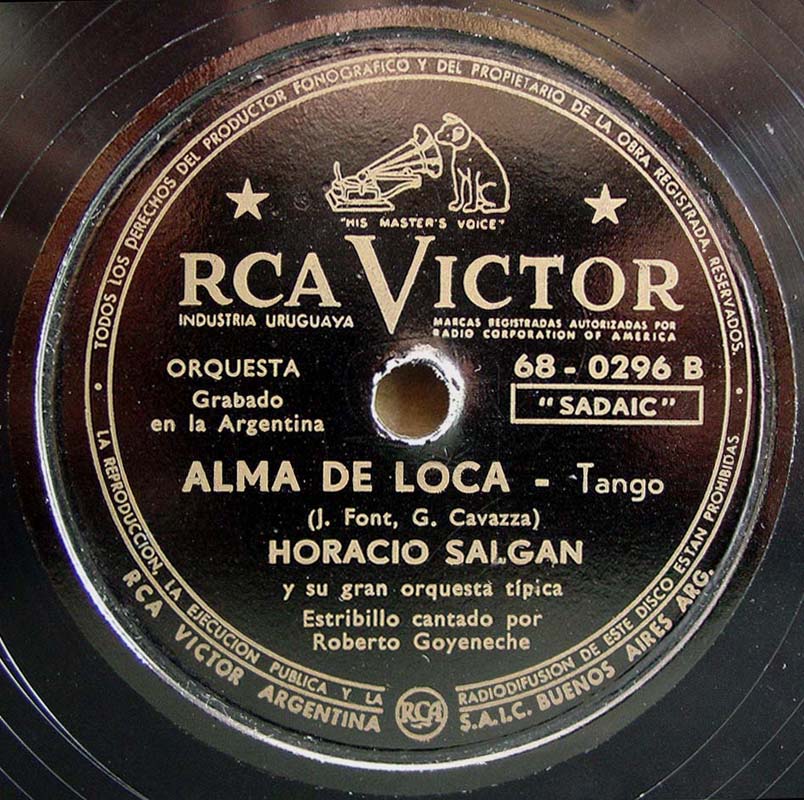 • TODOS LOS DERECHOS DEL PRODUCTOR FONOGRAFICO Y DEL PROPIETARIO DE LA OBRA REGISTRADA, RESERVADOS. •
"HIS MASTER'S VOICE"
RCA VICTOR
INDUSTRIA URUGUAYA
MARCAS REGISTRADAS AUTORIZADAS POR
RADIO CORPORATION OF AMERICA
ORQUESTA
68 - 0296 B
Grabado
en la Argentina
"SADAIC"
ALMA DE LOCA - Tango
(J. Font, G. Cavazza)
HORACIO SALGAN
y su gran orquesta típica
Estribillo cantado por
Roberto Goyeneche
LA REPRODUCCION, LA EJECUCION PUBLICA Y LA RADIODIFUSION DE ESTE DISCO ESTAN PROHIBIDAS
RCA VICTOR ARGENTINA RCA S.A.I.C. BUENOS AIRES ARG.